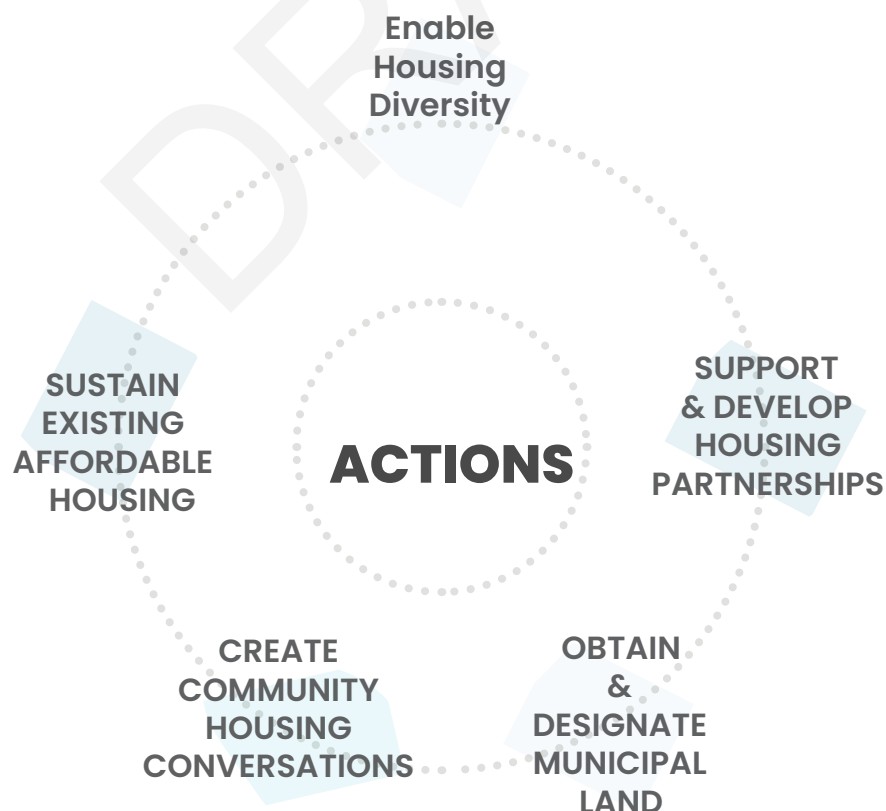 Enable
Housing
Diversity
SUPPORT
& DEVELOP
HOUSING
PARTNERSHIPS
OBTAIN
&
DESIGNATE
MUNICIPAL
LAND
CREATE
COMMUNITY
HOUSING
CONVERSATIONS
SUSTAIN
EXISTING
AFFORDABLE
HOUSING
ACTIONS